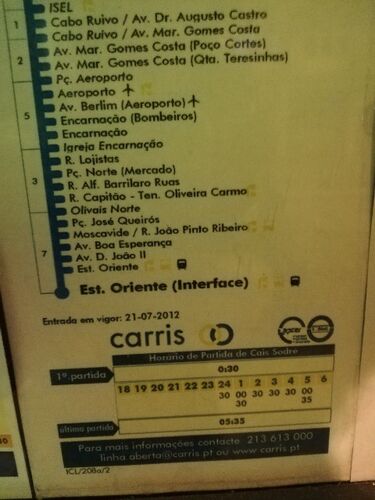 ISEL
1 Cabo Ruivo / Av. Dr. Augusto Castro
Cabo Ruivo / Av. Mar. Gomes Costa
2 Av. Mar. Gomes Costa (Poço Cortes)
Av. Mar. Gomes Costa (Qta. Teresinhas)
Pç. Aeroporto
Aeroporto
Av. Berlim (Aeroporto)
5 Encarnação (Bombeiros)
Encarnação
Igreja Encarnação
R. Lojistas
3 Pç. Norte (Mercado)
R. Alf. Barrilaro Ruas
R. Capitão - Ten. Oliveira Carmo
Olivais Norte
Pç. José Queirós
Moscavide / R. João Pinto Ribeiro
7 Av. Boa Esperança
Av. D. João II
Est. Oriente
Est. Oriente (Interface)
Entrada em vigor: 21-07-2012
carris
Horário de Partida de Cais Sodré
1ª.partida 0:30
18 19 20 21 22 23 24 1 2 3 4 5 6
30 00 30 30 30 00
30 35
última partida 05:35
Para mais informações contacte 213 613 000
linha.aberta@carris.pt ou www.carris.pt
ICL/208a/2